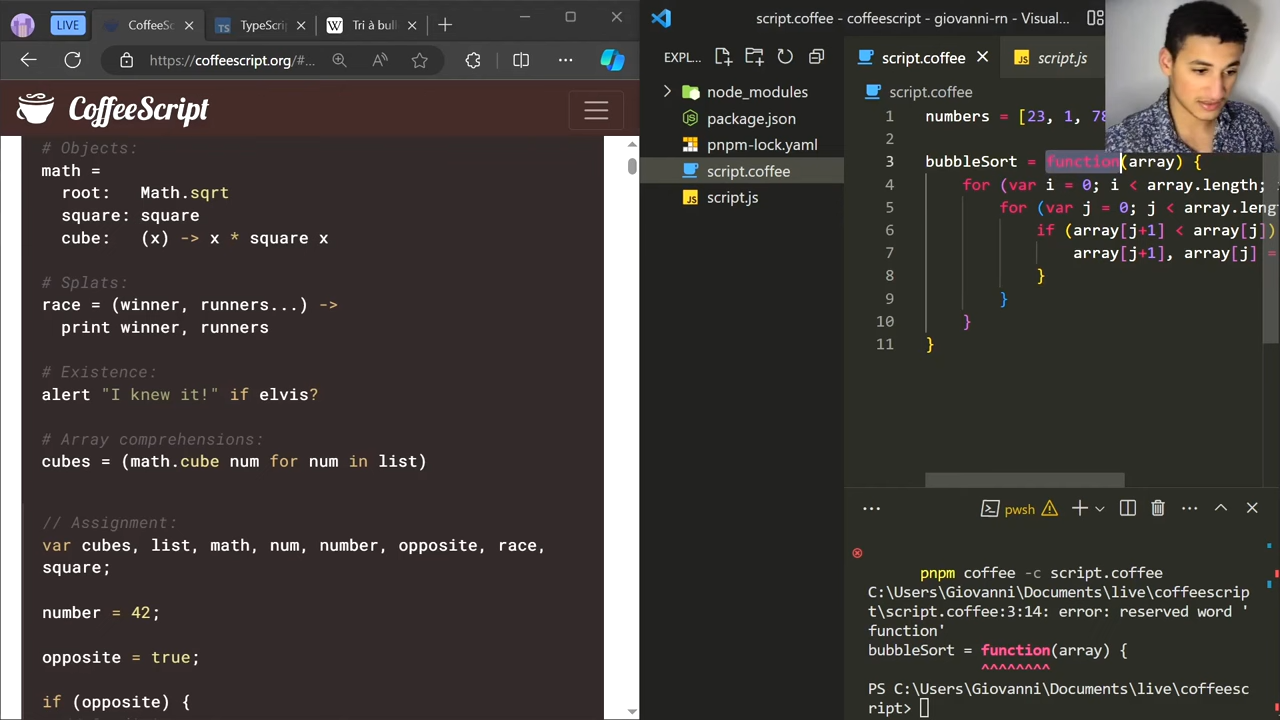 LIVE
CoffeeSc
TypeScri
W
Tri à bull
https://coffeescript.org/#...
CoffeeScript
# Objects:
math =
root: Math.sqrt
square: square
cube: (x) -> x * square x
# Splats:
race = (winner, runners...) ->
print winner, runners
# Existence:
alert "I knew it!" if elvis?
# Array comprehensions:
cubes = (math.cube num for num in list)
// Assignment:
var cubes, list, math, num, number, opposite, race,
square;
number = 42;
opposite = true;
if (opposite) {
script.coffee - coffeescript - giovanni-rn - Visual...
EXPL...
node_modules
package.json
pnpm-lock.yaml
script.coffee
JS script.js
script.coffee
JS script.js
script.coffee
1 numbers = [23, 1, 78
2
3 bubbleSort = function(array) {
4 for (var i = 0; i < array.length;
5 for (var j = 0; j < array.leng
6 if (array[j+1] < array[j])
7 array[j+1], array[j] =
8 }
9 }
10 }
11 }
pwsh
pnpm coffee -c script.coffee
C:\Users\Giovanni\Documents\live\coffeescrip
t\script.coffee:3:14: error: reserved word '
function'
bubbleSort = function(array) {
^^^^^^^^
PS C:\Users\Giovanni\Documents\live\coffeesc
ript>